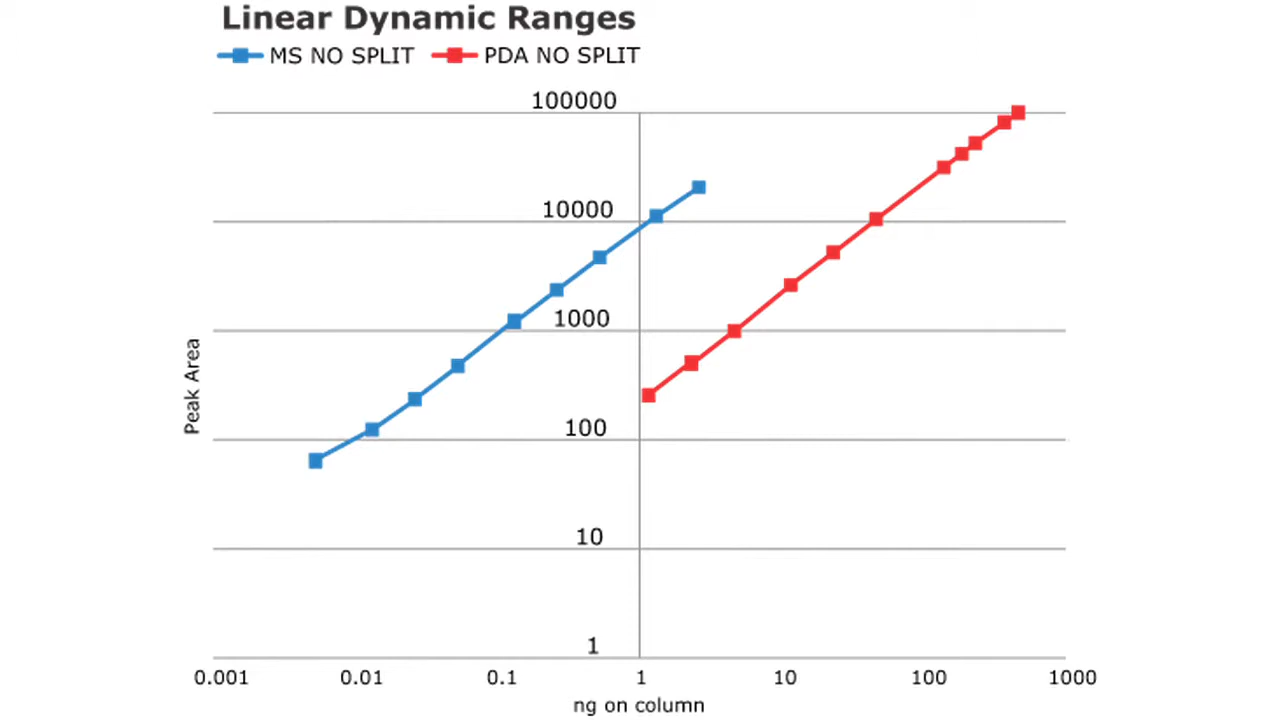 Linear Dynamic Ranges
MS NO SPLIT PDA NO SPLIT
100000
10000
1000
Peak Area
100
10
1
0.001 0.01 0.1 1 10 100 1000
ng on column